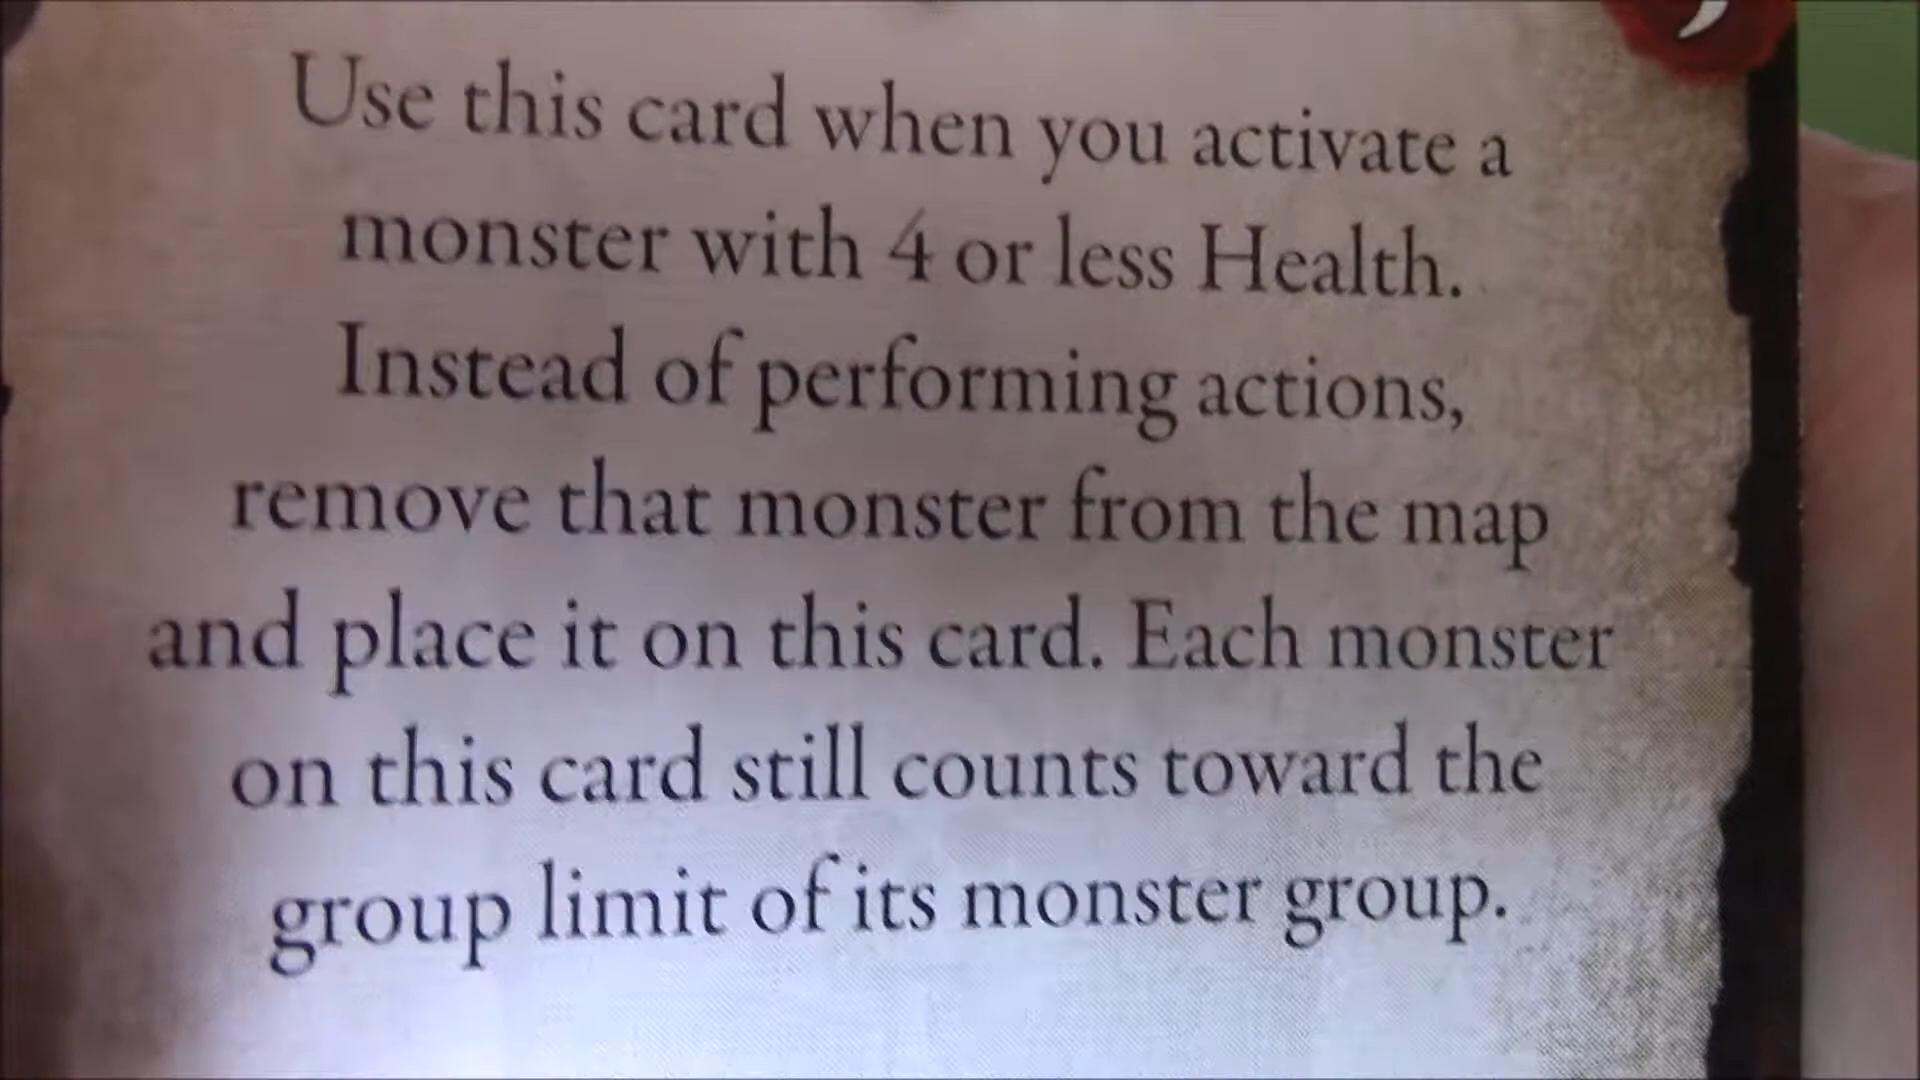 Use this card when you activate a
monster with 4 or less Health.
Instead of performing actions,
remove that monster from the map
and place it on this card. Each monster
on this card still counts toward the
group limit of its monster group.